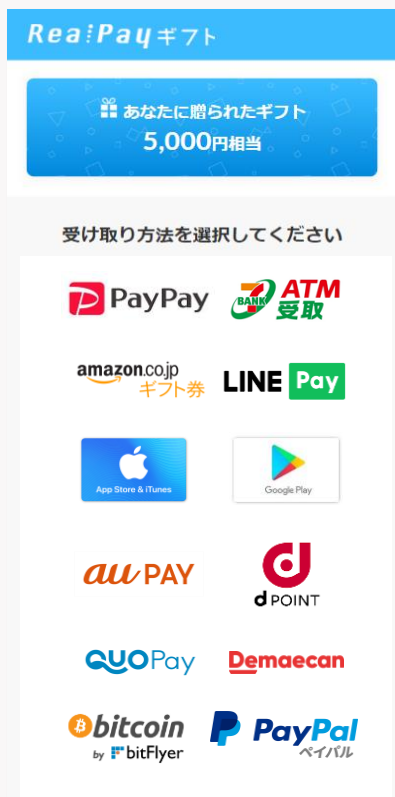 RealPayギフト
あなたに贈られたギフト
5,000円相当
受け取り方法を選択してください
PayPay
BANK ATM
受取
amazon.co.jp
ギフト券
LINE Pay
App Store & iTunes
Google Play
au PAY
d POINT
QUOPay
Demaecan
bitcoin
by bitFlyer
PayPal
ペイパル